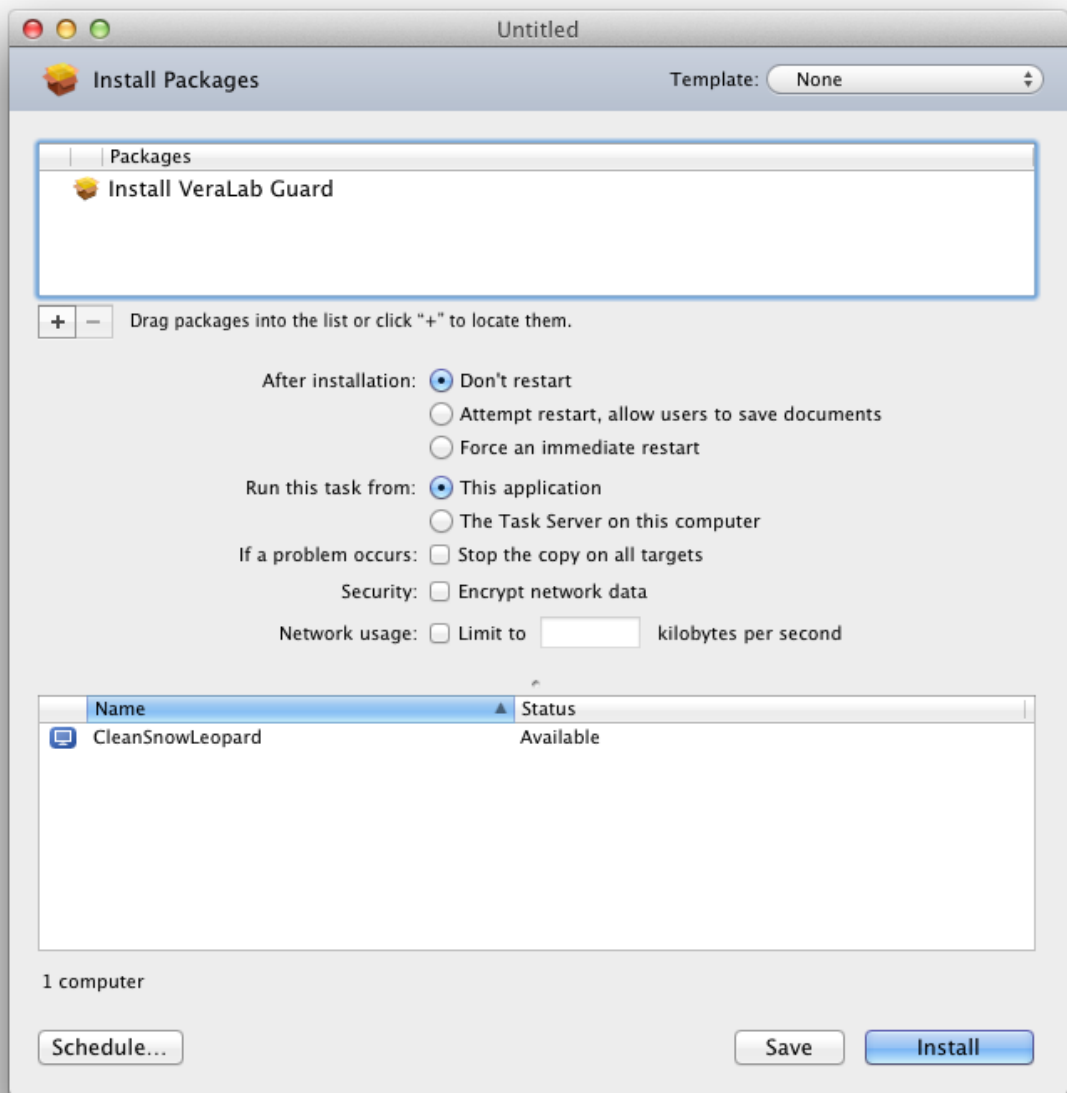 Untitled
Install Packages
Template: None
Packages
Install VeraLab Guard
+ − Drag packages into the list or click “+” to locate them.
After installation: Don't restart
Attempt restart, allow users to save documents
Force an immediate restart
Run this task from: This application
The Task Server on this computer
If a problem occurs: Stop the copy on all targets
Security: Encrypt network data
Network usage: Limit to kilobytes per second
Name Status
CleanSnowLeopard Available
1 computer
Schedule... Save Install